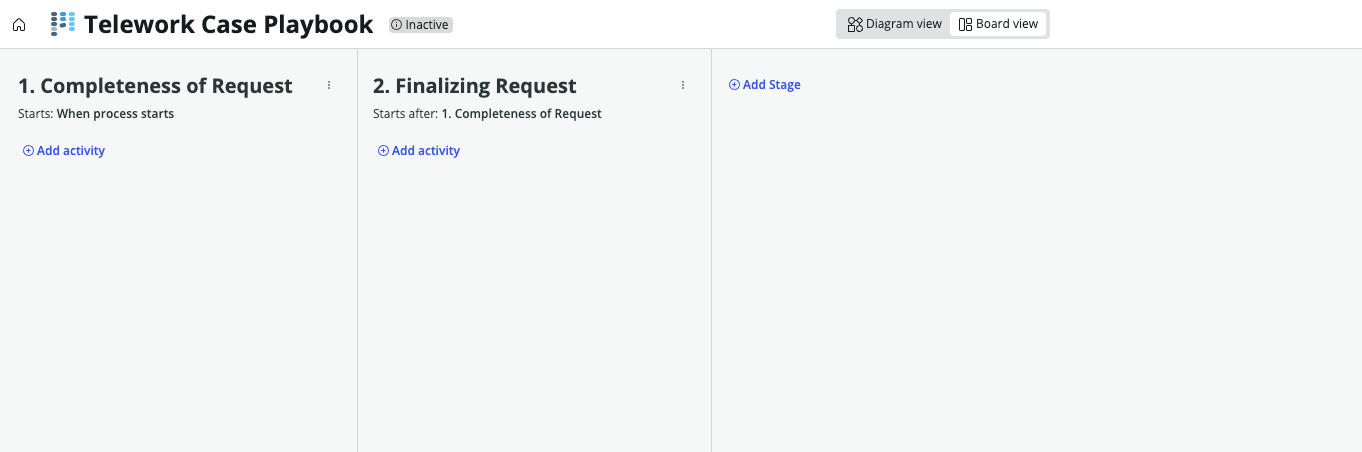 Telework Case Playbook
Inactive
Diagram view
Board view
1. Completeness of Request
Starts: When process starts
Add activity
2. Finalizing Request
Starts after: 1. Completeness of Request
Add activity
Add Stage